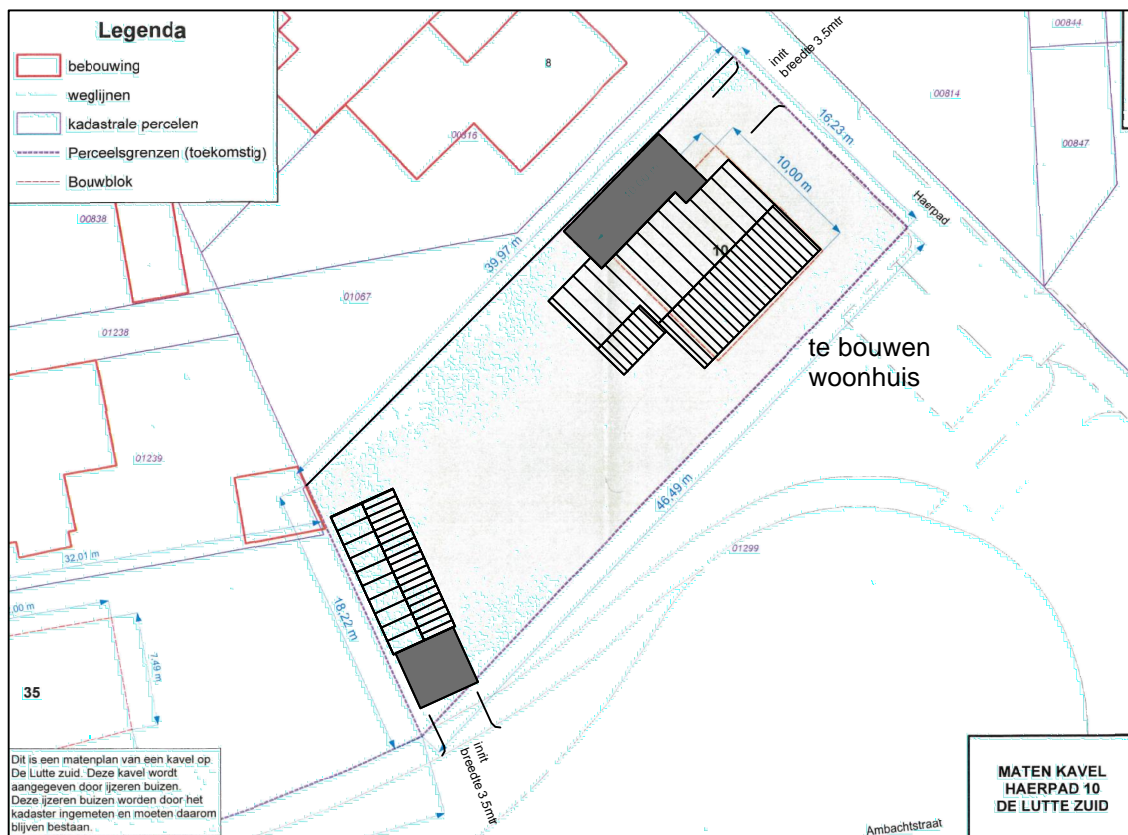 Legenda
bebouwing
weglijnen
kadastrale percelen
Perceelsgrenzen (toekomstig)
Bouwblok
8
00816
inrit
breedte 3.5mtr
00844
00814
00847
16,23 m
10,00 m
Haerpad
00838
39,97 m
10
01067
01238
te bouwen
woonhuis
01239
46,49 m
32,01 m
01299
,00 m
18,22 m
7,49 m
35
inrit
breedte 3.5mtr
Dit is een matenplan van een kavel op
De Lutte zuid. Deze kavel wordt
aangegeven door ijzeren buizen.
Deze ijzeren buizen worden door het
kadaster ingemeten en moeten daarom
blijven bestaan.
MATEN KAVEL
HAERPAD 10
DE LUTTE ZUID
Ambachtstraat